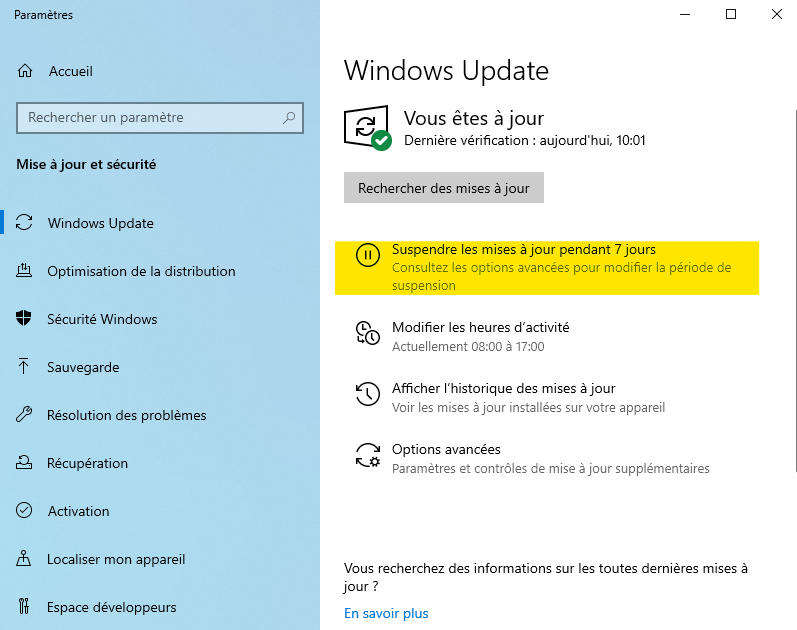 Paramètres
Accueil
Rechercher un paramètre
Mise à jour et sécurité
Windows Update
Optimisation de la distribution
Sécurité Windows
Sauvegarde
Résolution des problèmes
Récupération
Activation
Localiser mon appareil
Espace développeurs
Windows Update
Vous êtes à jour
Dernière vérification : aujourd'hui, 10:01
Rechercher des mises à jour
Suspendre les mises à jour pendant 7 jours
Consultez les options avancées pour modifier la période de
suspension
Modifier les heures d’activité
Actuellement 08:00 à 17:00
Afficher l’historique des mises à jour
Voir les mises à jour installées sur votre appareil
Options avancées
Paramètres et contrôles de mise à jour supplémentaires
Vous recherchez des informations sur les toutes dernières mises à
jour ?
En savoir plus